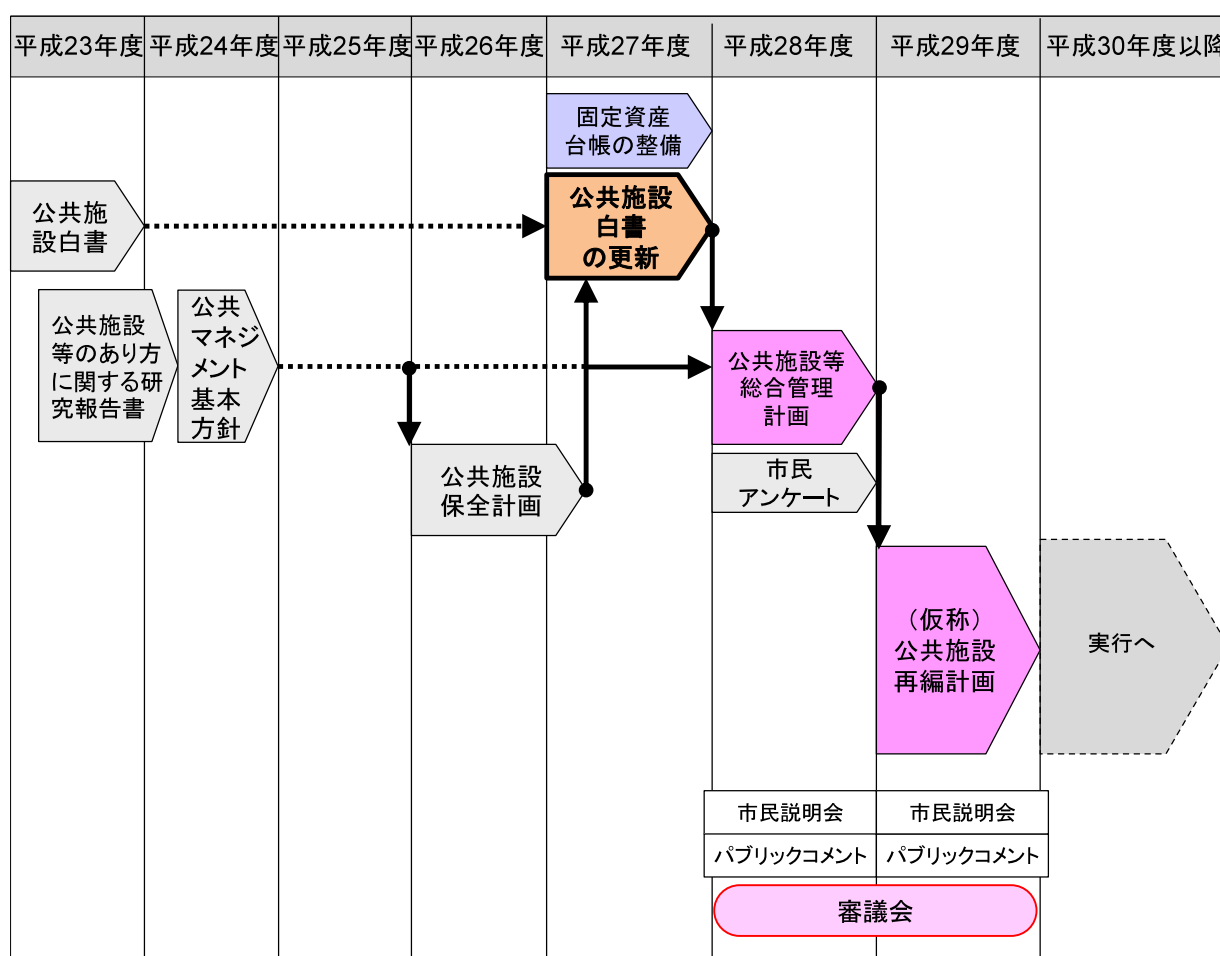 平成23年度
平成24年度
平成25年度
平成26年度
平成27年度
平成28年度
平成29年度
平成30年度以降
固定資産
台帳の整備
公共施
設白書
公共施設
白書
の更新
公共施設
等のあり方
に関する研
究報告書
公共
マネジ
メント
基本
方針
公共施設等
総合管理
計画
公共施設
保全計画
市民
アンケート
（仮称）
公共施設
再編計画
実行へ
市民説明会
市民説明会
パブリックコメント
パブリックコメント
審議会